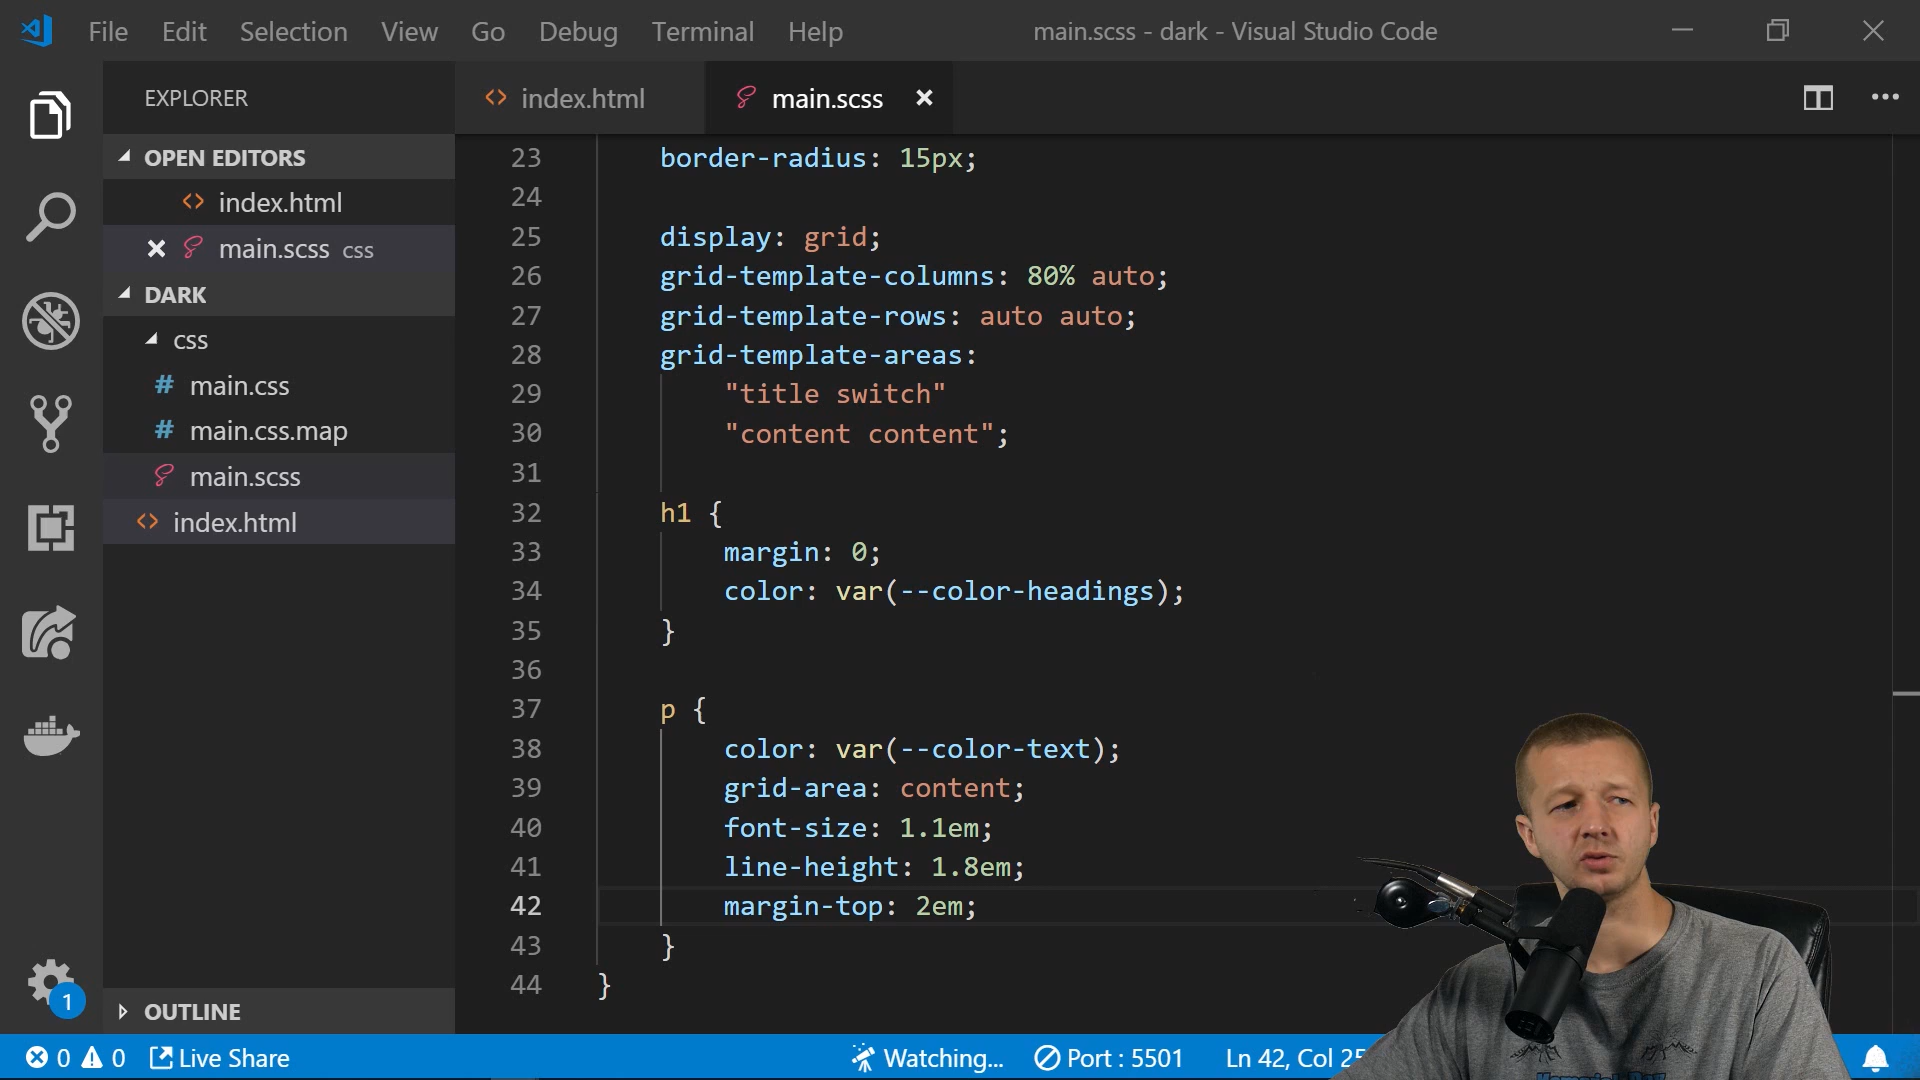 File Edit Selection View Go Debug Terminal Help main.scss - dark - Visual Studio Code
EXPLORER
OPEN EDITORS
index.html
main.scss css
DARK
css
# main.css
# main.css.map
main.scss
index.html
OUTLINE
1
index.html main.scss
23 border-radius: 15px;
24
25 display: grid;
26 grid-template-columns: 80% auto;
27 grid-template-rows: auto auto;
28 grid-template-areas:
29 "title switch"
30 "content content";
31
32 h1 {
33 margin: 0;
34 color: var(--color-headings);
35 }
36
37 p {
38 color: var(--color-text);
39 grid-area: content;
40 font-size: 1.1em;
41 line-height: 1.8em;
42 margin-top: 2em;
43 }
44 }
0 0 Live Share Watching... Port : 5501 Ln 42, Col 25